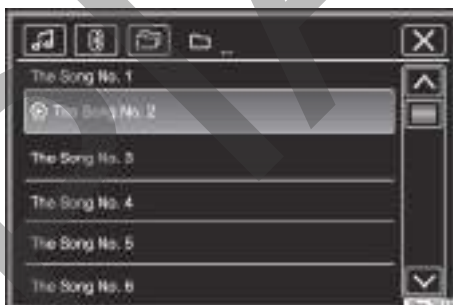 The Song No. 1
The Song No. 2
The Song No. 3
The Song No. 4
The Song No. 5
The Song No. 6